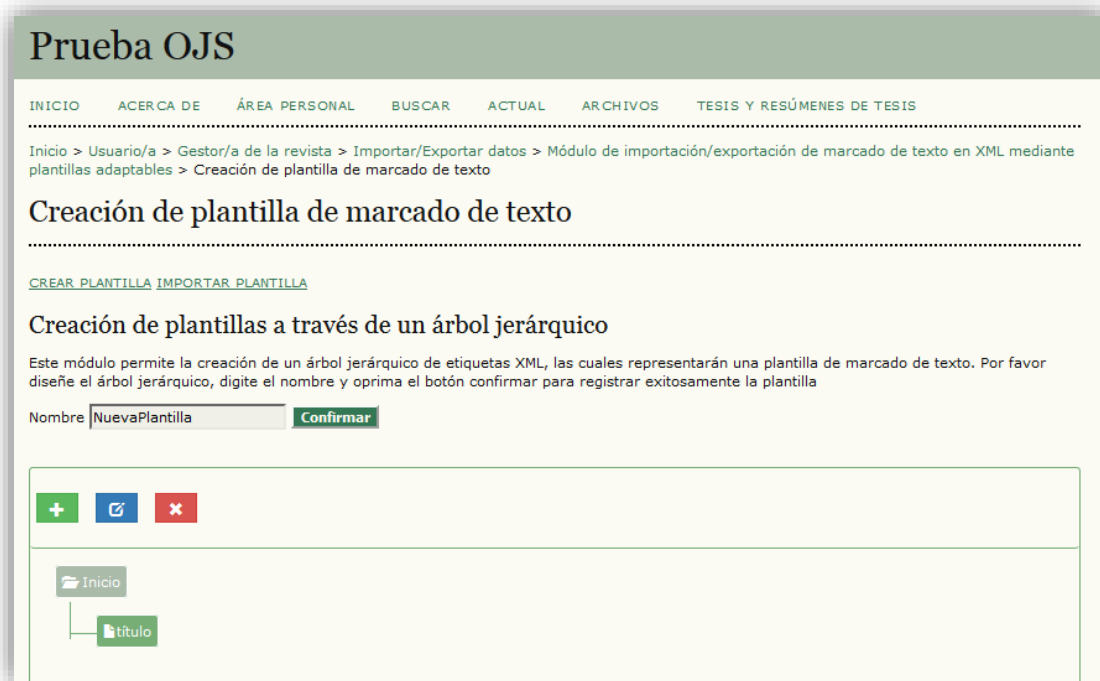 Prueba OJS
INICIO ACERCA DE ÁREA PERSONAL BUSCAR ACTUAL ARCHIVOS TESIS Y RESÚMENES DE TESIS
Inicio > Usuario/a > Gestor/a de la revista > Importar/Exportar datos > Módulo de importación/exportación de marcado de texto en XML mediante
plantillas adaptables > Creación de plantilla de marcado de texto
Creación de plantilla de marcado de texto
CREAR PLANTILLA IMPORTAR PLANTILLA
Creación de plantillas a través de un árbol jerárquico
Este módulo permite la creación de un árbol jerárquico de etiquetas XML, las cuales representarán una plantilla de marcado de texto. Por favor
diseñe el árbol jerárquico, digite el nombre y oprima el botón confirmar para registrar exitosamente la plantilla
Nombre NuevaPlantilla Confirmar
Inicio
título